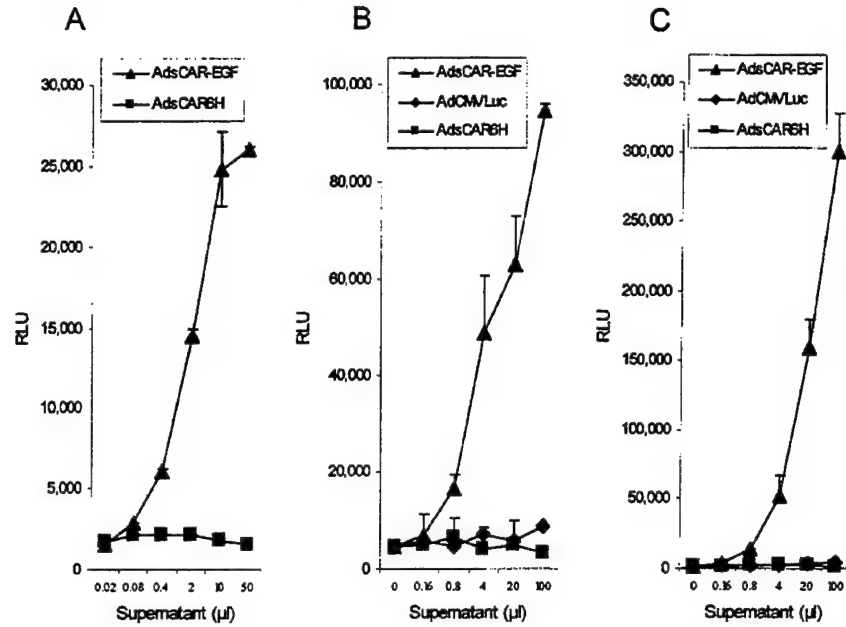 A
AdsCAR-EGF
AdsCAR6H
30,000
25,000
20,000
15,000
10,000
5,000
0
RLU
0.02 0.08 0.4 2 10 50
Supernatant (µl)
B
AdsCAR-EGF
AdCMVLuc
AdsCAR6H
100,000
80,000
60,000
40,000
20,000
0
RLU
0 0.16 0.8 4 20 100
Supernatant (µl)
C
AdsCAR-EGF
AdCMVLuc
AdsCAR6H
350,000
300,000
250,000
200,000
150,000
100,000
50,000
0
RLU
0 0.16 0.8 4 20 100
Supernatant (µl)